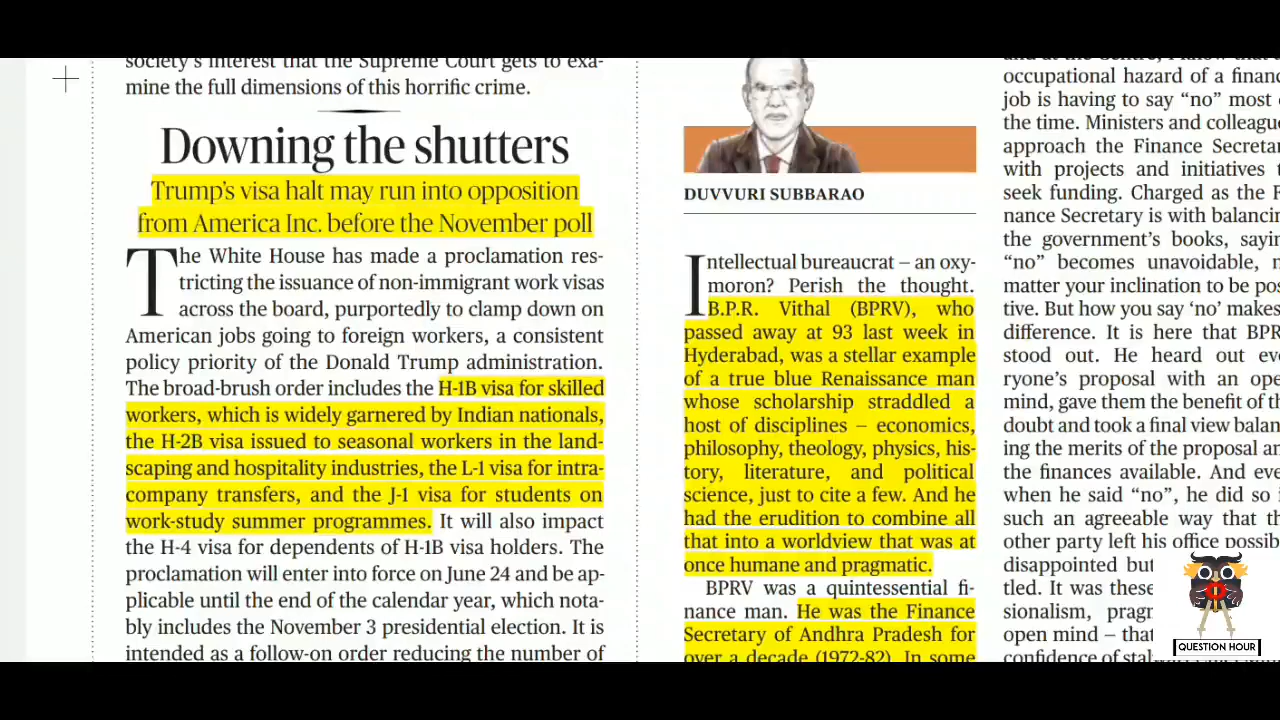 society's interest that the Supreme Court gets to exa-
mine the full dimensions of this horrific crime.
Downing the shutters
Trump's visa halt may run into opposition
from America Inc. before the November poll
The White House has made a proclamation res-
tricting the issuance of non-immigrant work visas
across the board, purportedly to clamp down on
American jobs going to foreign workers, a consistent
policy priority of the Donald Trump administration.
The broad-brush order includes the H-1B visa for skilled
workers, which is widely garnered by Indian nationals,
the H-2B visa issued to seasonal workers in the land-
scaping and hospitality industries, the L-1 visa for intra-
company transfers, and the J-1 visa for students on
work-study summer programmes. It will also impact
the H-4 visa for dependents of H-1B visa holders. The
proclamation will enter into force on June 24 and be ap-
plicable until the end of the calendar year, which nota-
bly includes the November 3 presidential election. It is
intended as a follow-on order reducing the number of
DUVVURI SUBBARAO
Intellectual bureaucrat – an oxy-
moron? Perish the thought.
B.P.R. Vithal (BPRV), who
passed away at 93 last week in
Hyderabad, was a stellar example
of a true blue Renaissance man
whose scholarship straddled a
host of disciplines – economics,
philosophy, theology, physics, his-
tory, literature, and political
science, just to cite a few. And he
had the erudition to combine all
that into a worldview that was at
once humane and pragmatic.
BPRV was a quintessential fi-
nance man. He was the Finance
Secretary of Andhra Pradesh for
over a decade (1972-82). In some
occupational hazard of a financ
job is having to say “no” most
the time. Ministers and colleague
approach the Finance Secretar
with projects and initiatives
seek funding. Charged as the F
nance Secretary is with balancin
the government's books, sayin
“no” becomes unavoidable, n
matter your inclination to be pos
tive. But how you say ‘no’ makes
difference. It is here that BPR
stood out. He heard out eve
ryone's proposal with an ope
mind, gave them the benefit of th
doubt and took a final view balan
ing the merits of the proposal an
the finances available. And eve
when he said “no”, he did so i
such an agreeable way that th
other party left his office possib
disappointed but
tled. It was these
sionalism, pragr
open mind – that
confidence of
QUESTION HOUR